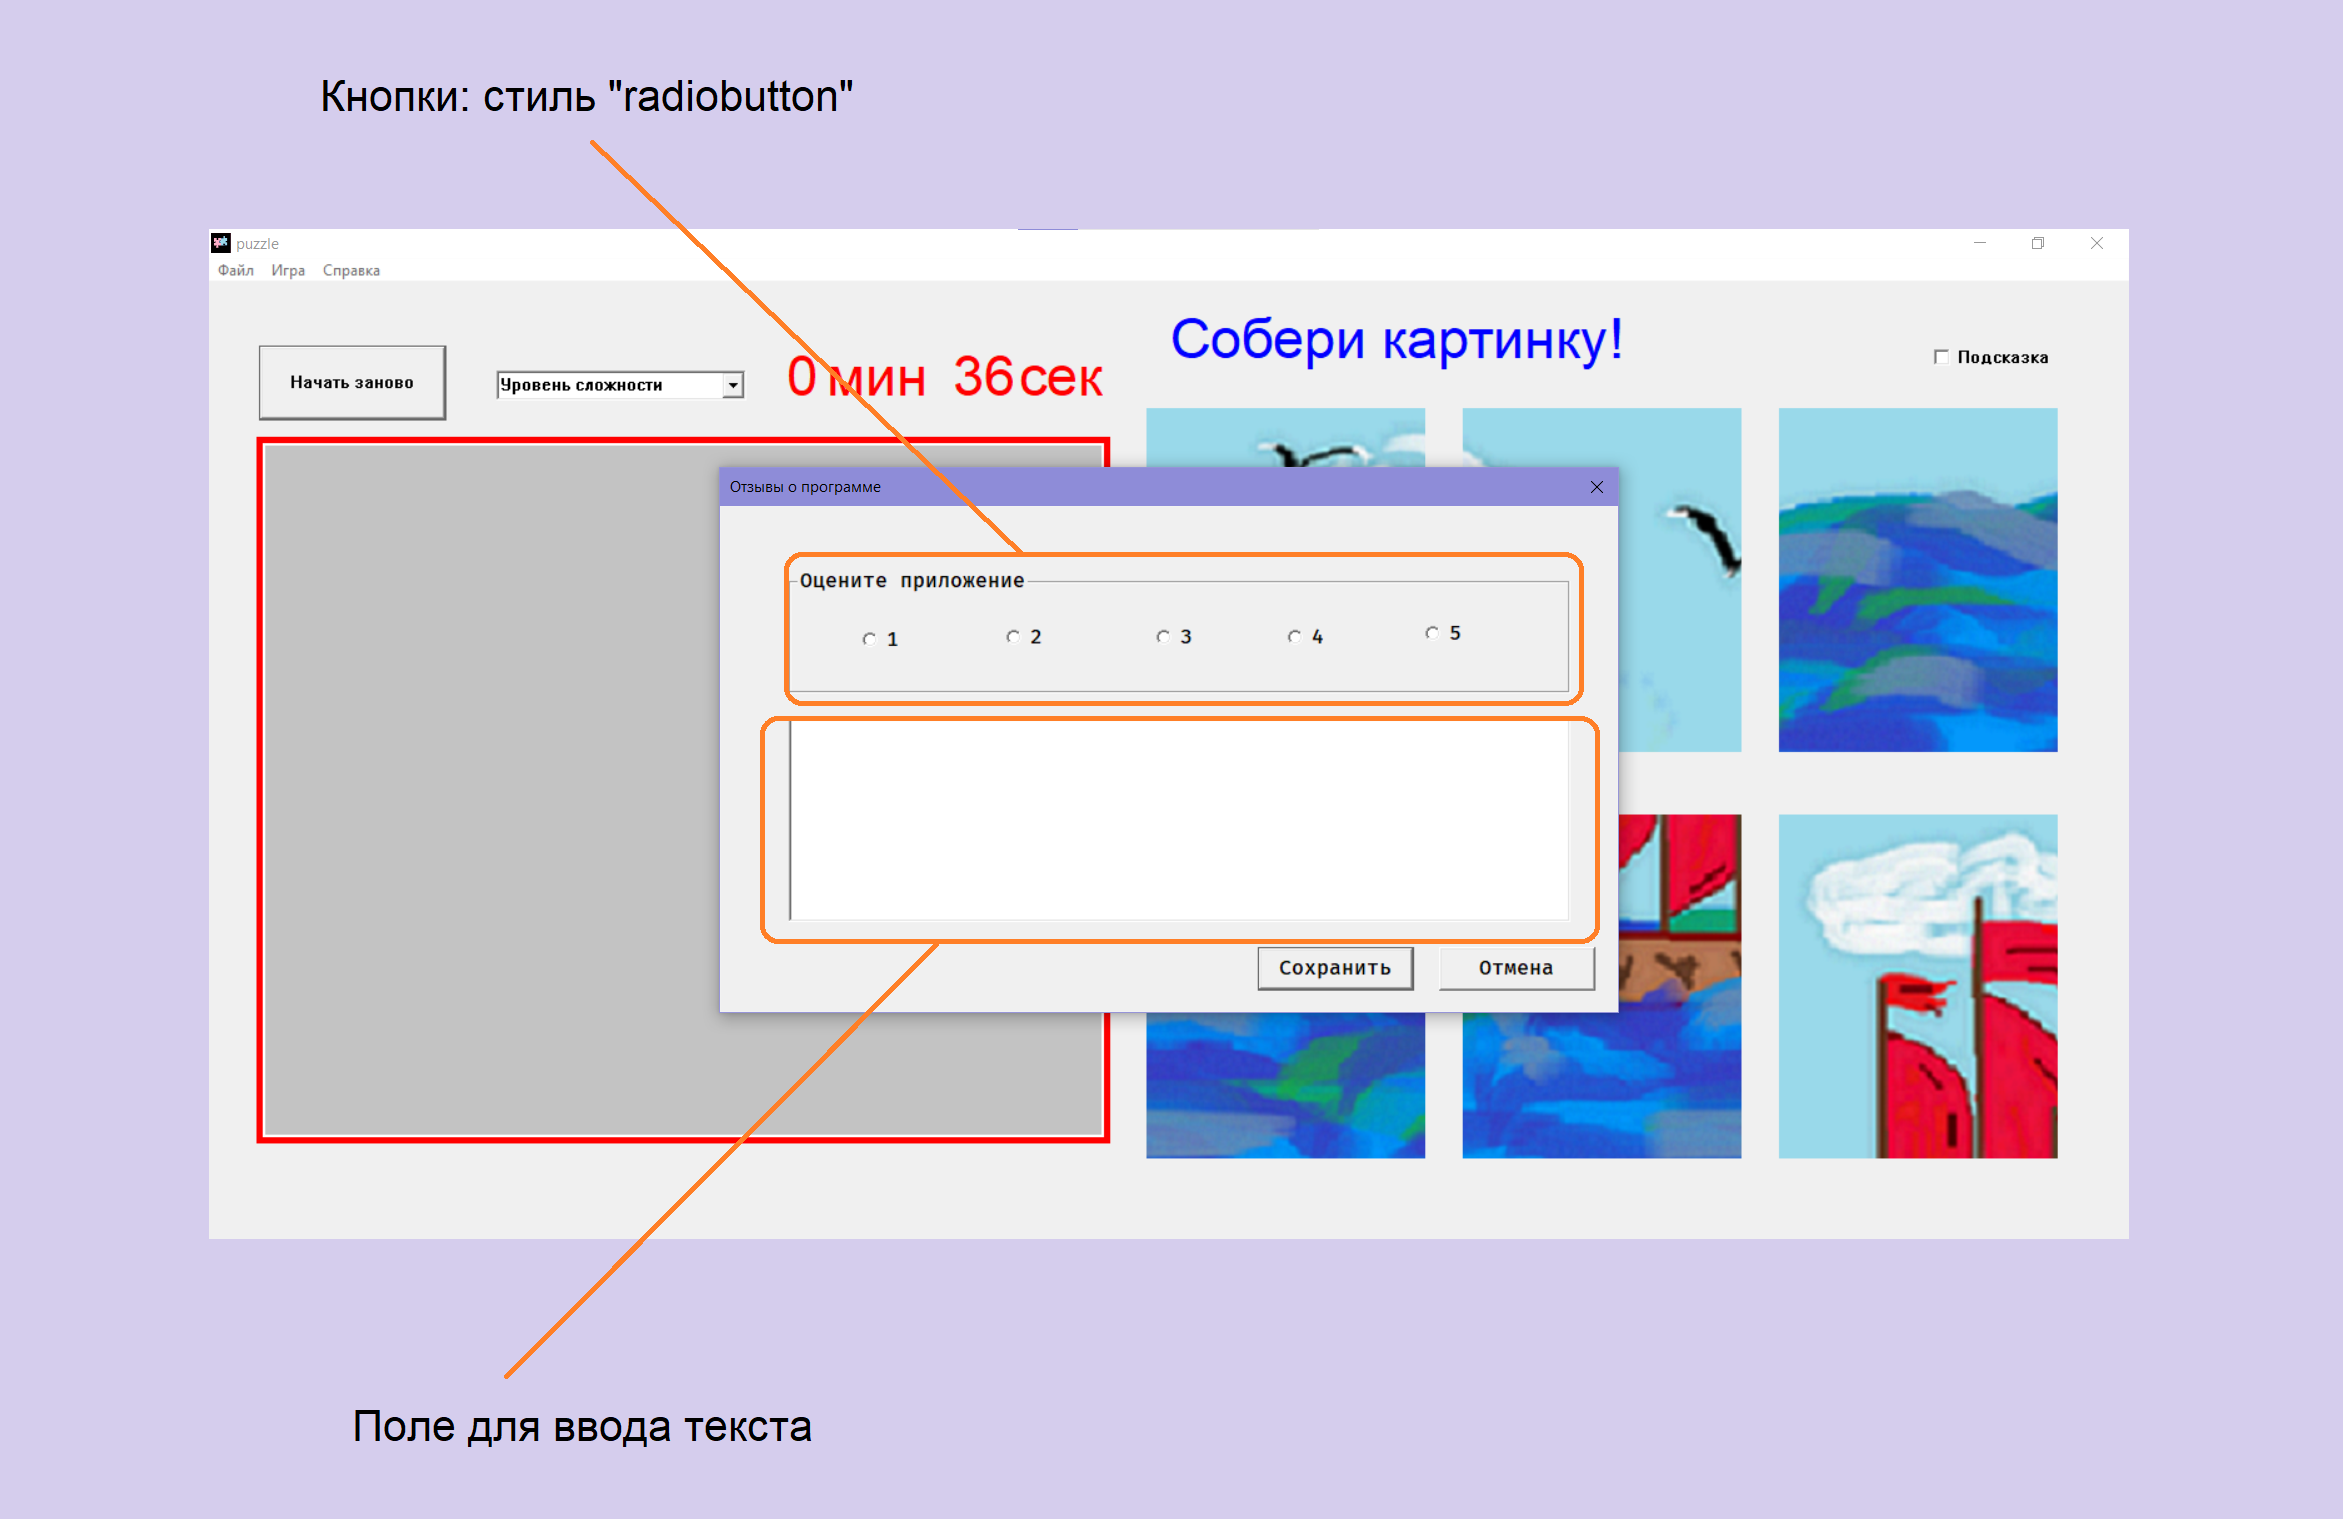 Кнопки: стиль "radiobutton"
puzzle
Файл Игра Справка
Собери картинку!
Начать заново
Уровень сложности
0 мин 36 сек
Подсказка
Отзывы о программе
Оцените приложение
1 2 3 4 5
Сохранить Отмена
Поле для ввода текста